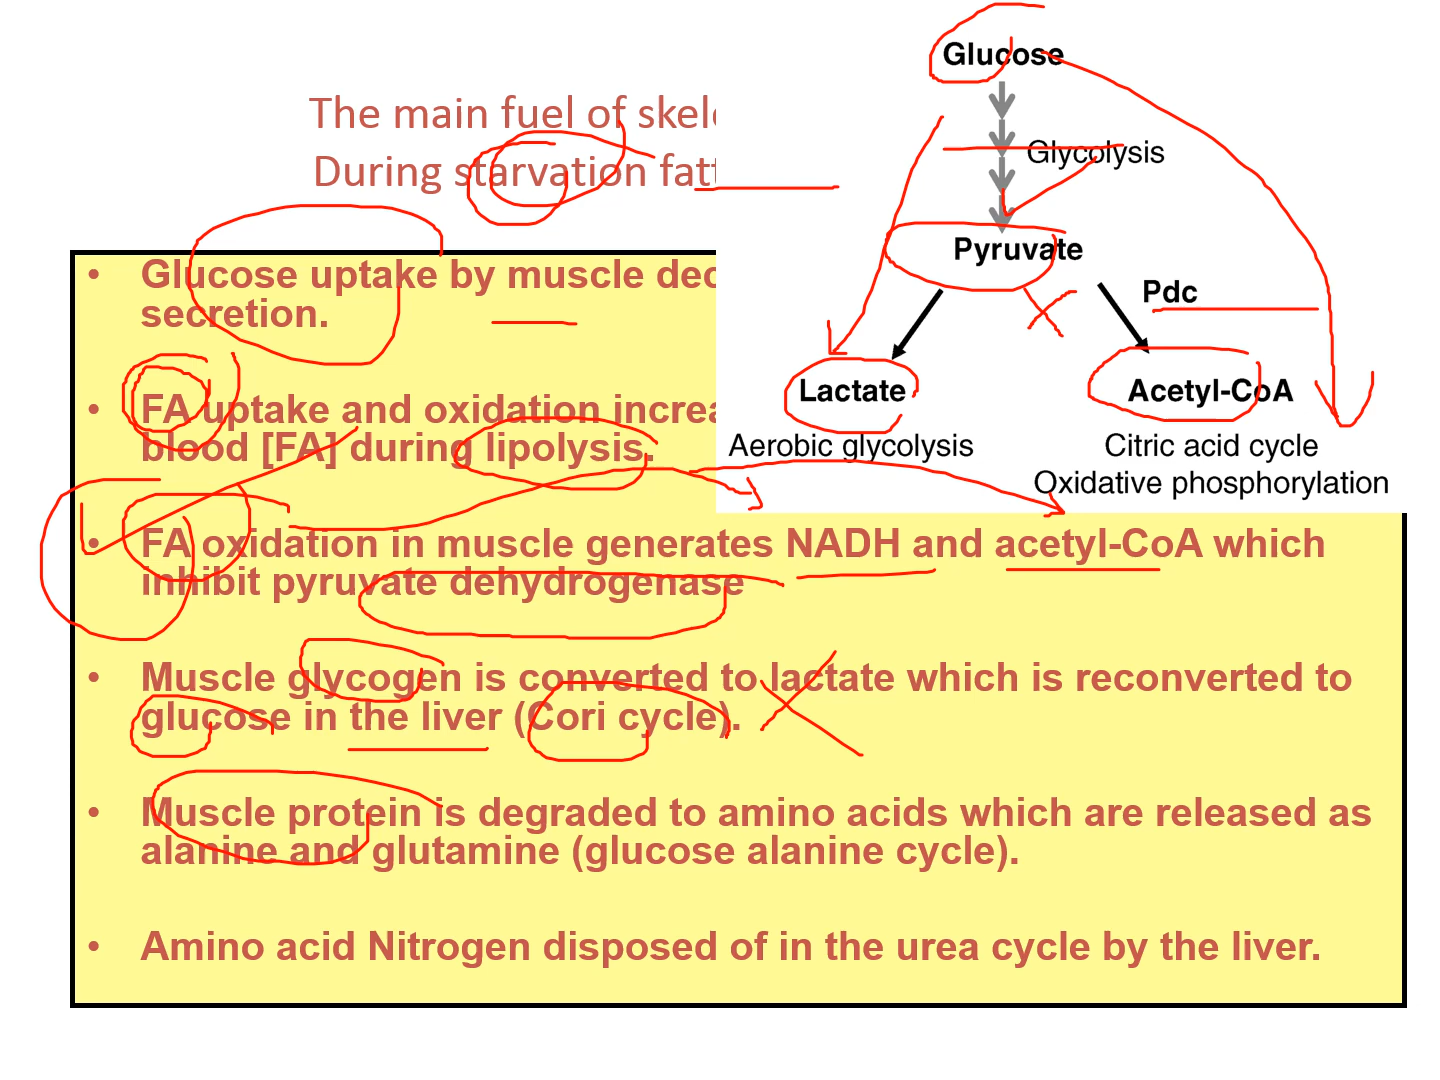 The main fuel of
During starvation
• Glucose uptake by muscle
secretion.
• FA uptake and oxidation
blood [FA] during lipolysis.
• FA oxidation in muscle generates NADH and acetyl-CoA which
inhibit pyruvate dehydrogenase
• Muscle glycogen is converted to lactate which is reconverted to
glucose in the liver (Cori cycle).
• Muscle protein is degraded to amino acids which are released as
alanine and glutamine (glucose alanine cycle).
• Amino acid Nitrogen disposed of in the urea cycle by the liver.
Glucose
Glycolysis
Pyruvate
Pdc
Lactate
Acetyl-CoA
Aerobic glycolysis
Citric acid cycle
Oxidative phosphorylation